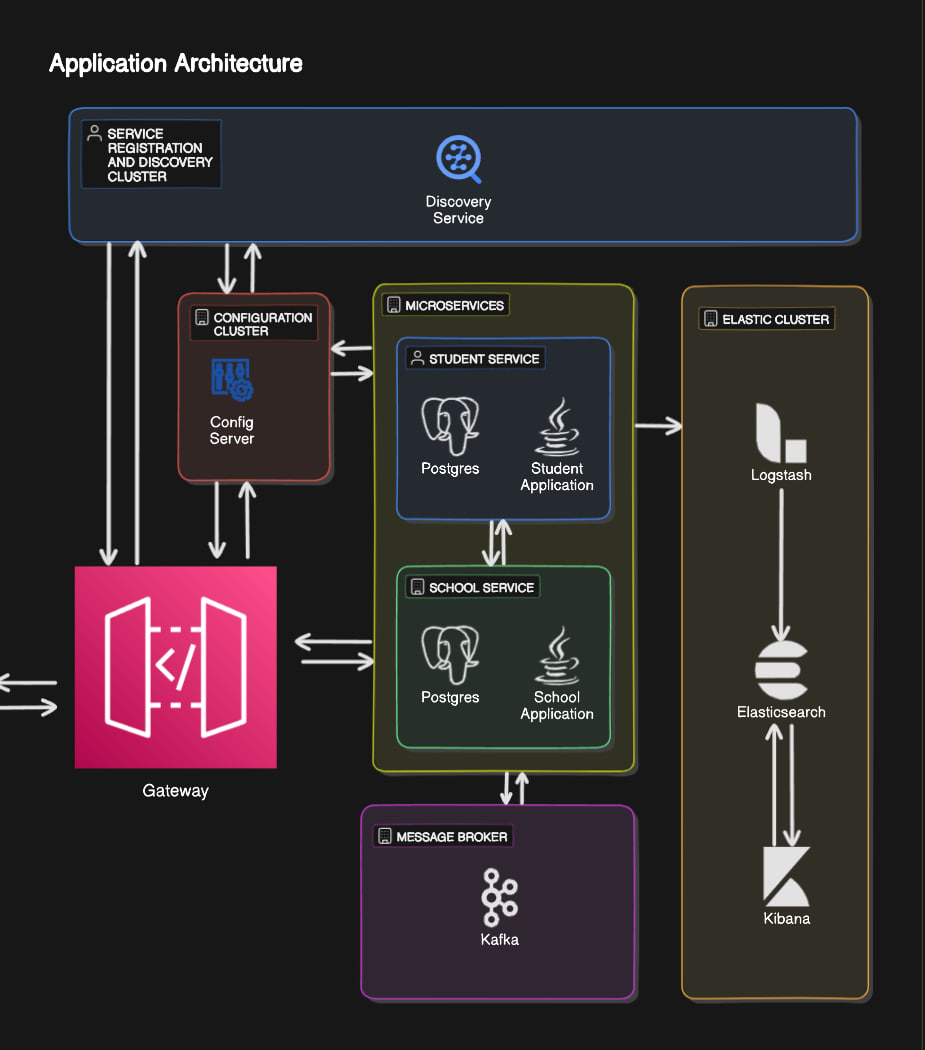 Application Architecture
SERVICE
REGISTRATION
AND DISCOVERY
CLUSTER
Discovery
Service
CONFIGURATION
CLUSTER
Config
Server
MICROSERVICES
STUDENT SERVICE
Postgres
Student
Application
SCHOOL SERVICE
Postgres
School
Application
ELASTIC CLUSTER
Logstash
Elasticsearch
Kibana
</>
Gateway
MESSAGE BROKER
Kafka